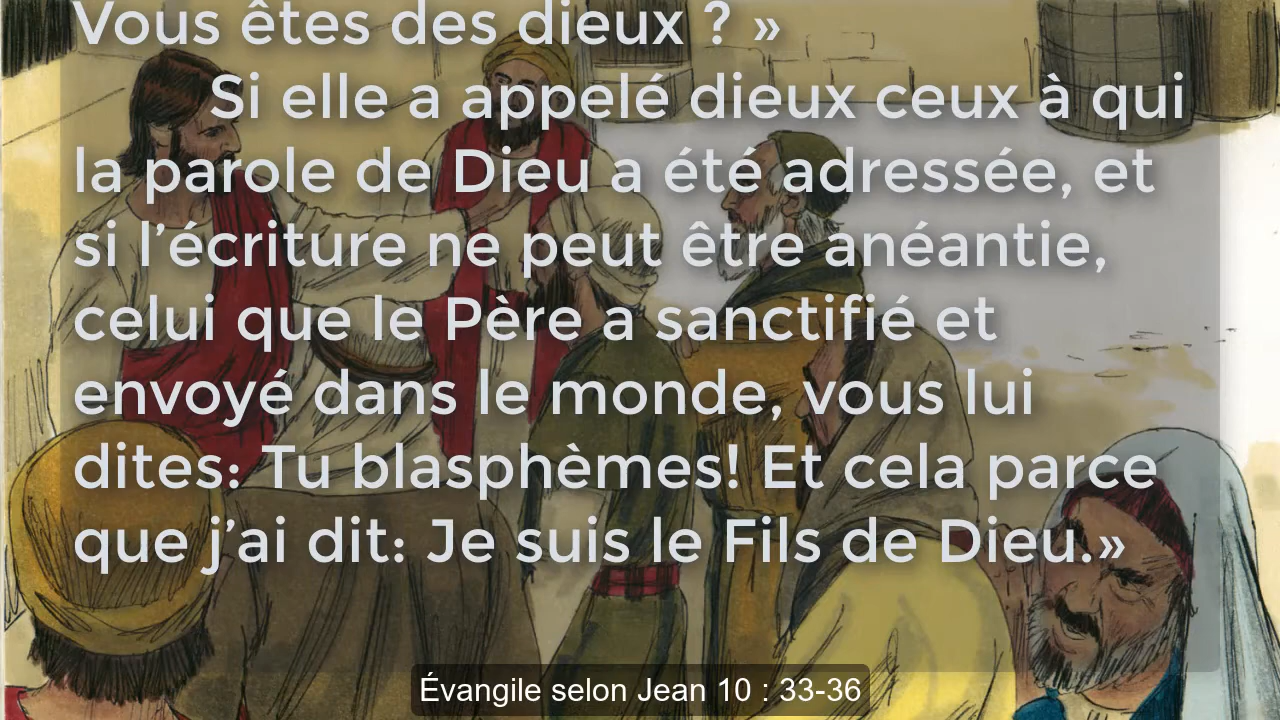 Vous êtes des dieux ? »
Si elle a appelé dieux ceux à qui
la parole de Dieu a été adressée, et
si l’écriture ne peut être anéantie,
celui que le Père a sanctifié et
envoyé dans le monde, vous lui
dites: Tu blasphèmes! Et cela parce
que j’ai dit: Je suis le Fils de Dieu.»
Évangile selon Jean 10 : 33-36